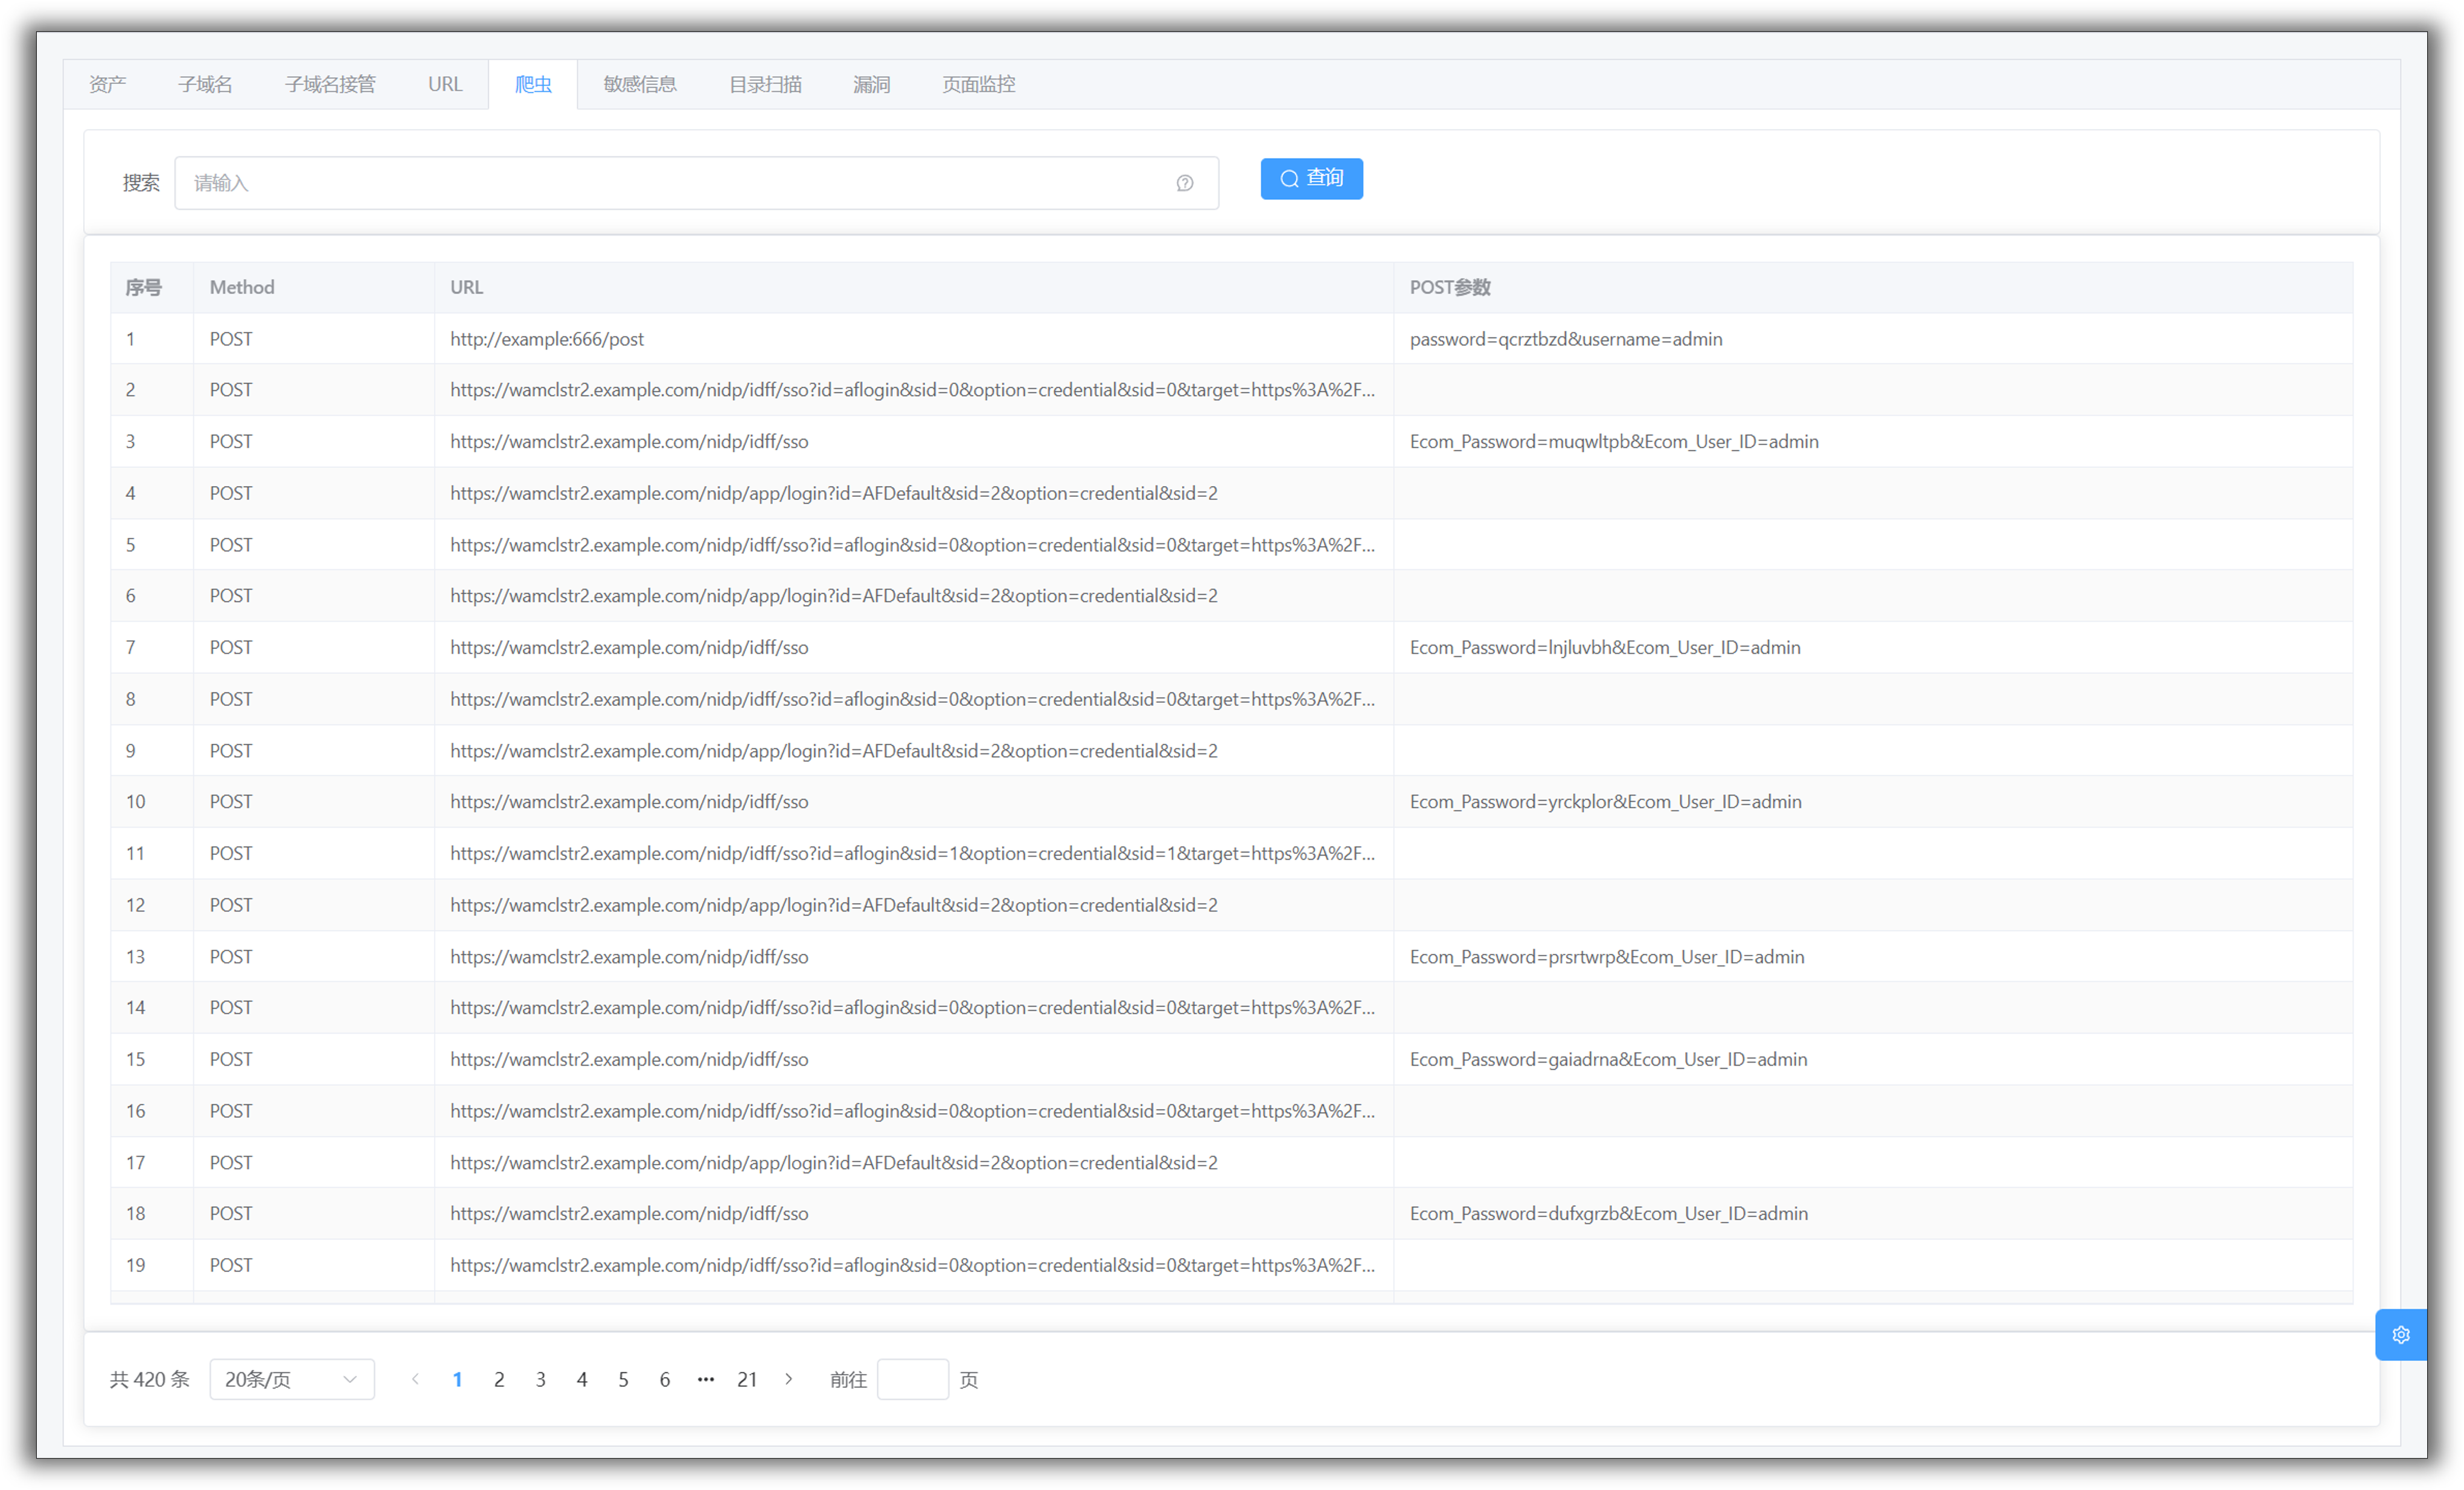 资产 子域名 子域名接管 URL 爬虫 敏感信息 目录扫描 漏洞 页面监控
搜索 请输入 查询
序号 Method URL POST参数
1 POST http://example:666/post password=qcrztbzd&username=admin
2 POST https://wamclstr2.example.com/nidp/idff/sso?id=aflogin&sid=0&option=credential&sid=0&target=https%3A%2F...
3 POST https://wamclstr2.example.com/nidp/idff/sso Ecom_Password=muqwltpb&Ecom_User_ID=admin
4 POST https://wamclstr2.example.com/nidp/app/login?id=AFDefault&sid=2&option=credential&sid=2
5 POST https://wamclstr2.example.com/nidp/idff/sso?id=aflogin&sid=0&option=credential&sid=0&target=https%3A%2F...
6 POST https://wamclstr2.example.com/nidp/app/login?id=AFDefault&sid=2&option=credential&sid=2
7 POST https://wamclstr2.example.com/nidp/idff/sso Ecom_Password=lnjluvbh&Ecom_User_ID=admin
8 POST https://wamclstr2.example.com/nidp/idff/sso?id=aflogin&sid=0&option=credential&sid=0&target=https%3A%2F...
9 POST https://wamclstr2.example.com/nidp/app/login?id=AFDefault&sid=2&option=credential&sid=2
10 POST https://wamclstr2.example.com/nidp/idff/sso Ecom_Password=yrckplor&Ecom_User_ID=admin
11 POST https://wamclstr2.example.com/nidp/idff/sso?id=aflogin&sid=1&option=credential&sid=1&target=https%3A%2F...
12 POST https://wamclstr2.example.com/nidp/app/login?id=AFDefault&sid=2&option=credential&sid=2
13 POST https://wamclstr2.example.com/nidp/idff/sso Ecom_Password=prsrtwrp&Ecom_User_ID=admin
14 POST https://wamclstr2.example.com/nidp/idff/sso?id=aflogin&sid=0&option=credential&sid=0&target=https%3A%2F...
15 POST https://wamclstr2.example.com/nidp/idff/sso Ecom_Password=gaiadrna&Ecom_User_ID=admin
16 POST https://wamclstr2.example.com/nidp/idff/sso?id=aflogin&sid=0&option=credential&sid=0&target=https%3A%2F...
17 POST https://wamclstr2.example.com/nidp/app/login?id=AFDefault&sid=2&option=credential&sid=2
18 POST https://wamclstr2.example.com/nidp/idff/sso Ecom_Password=dufxgrzb&Ecom_User_ID=admin
19 POST https://wamclstr2.example.com/nidp/idff/sso?id=aflogin&sid=0&option=credential&sid=0&target=https%3A%2F...
共 420 条 20条/页 1 2 3 4 5 6 ... 21 前往 页